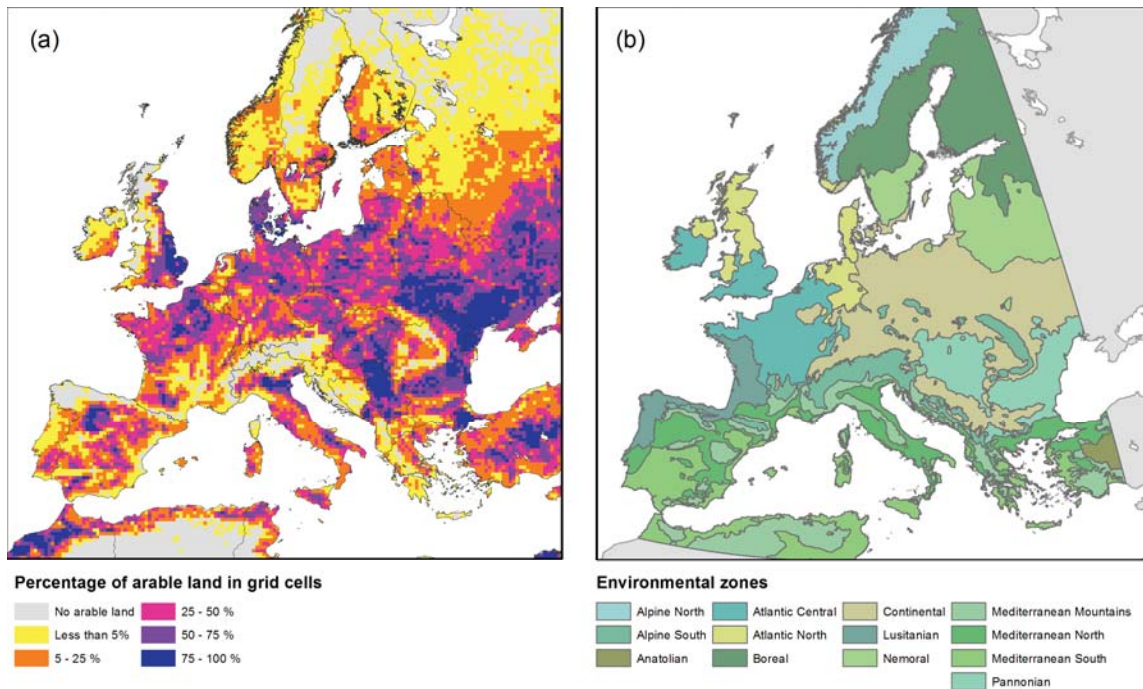 (a)
(b)
Percentage of arable land in grid cells
No arable land
Less than 5%
5 - 25 %
25 - 50 %
50 - 75 %
75 - 100 %
Environmental zones
Alpine North
Alpine South
Anatolian
Atlantic Central
Atlantic North
Boreal
Continental
Lusitanian
Nemoral
Mediterranean Mountains
Mediterranean North
Mediterranean South
Pannonian